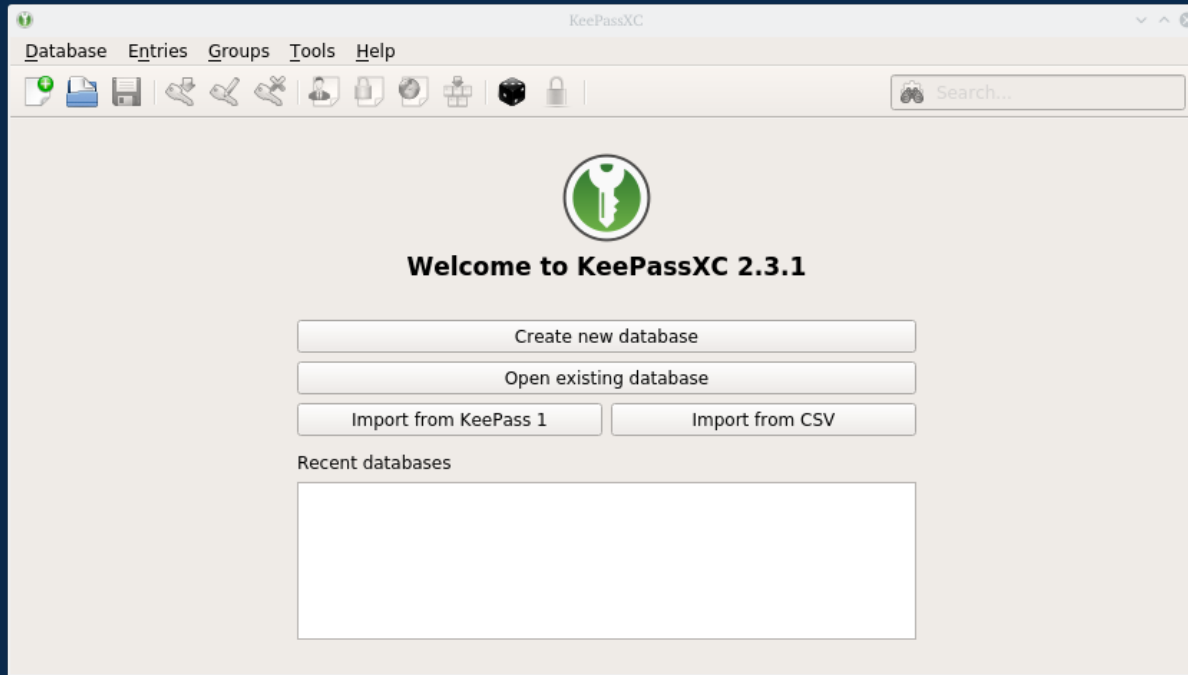 KeePassXC
Database Entries Groups Tools Help
Search...
Welcome to KeePassXC 2.3.1
Create new database
Open existing database
Import from KeePass 1 Import from CSV
Recent databases